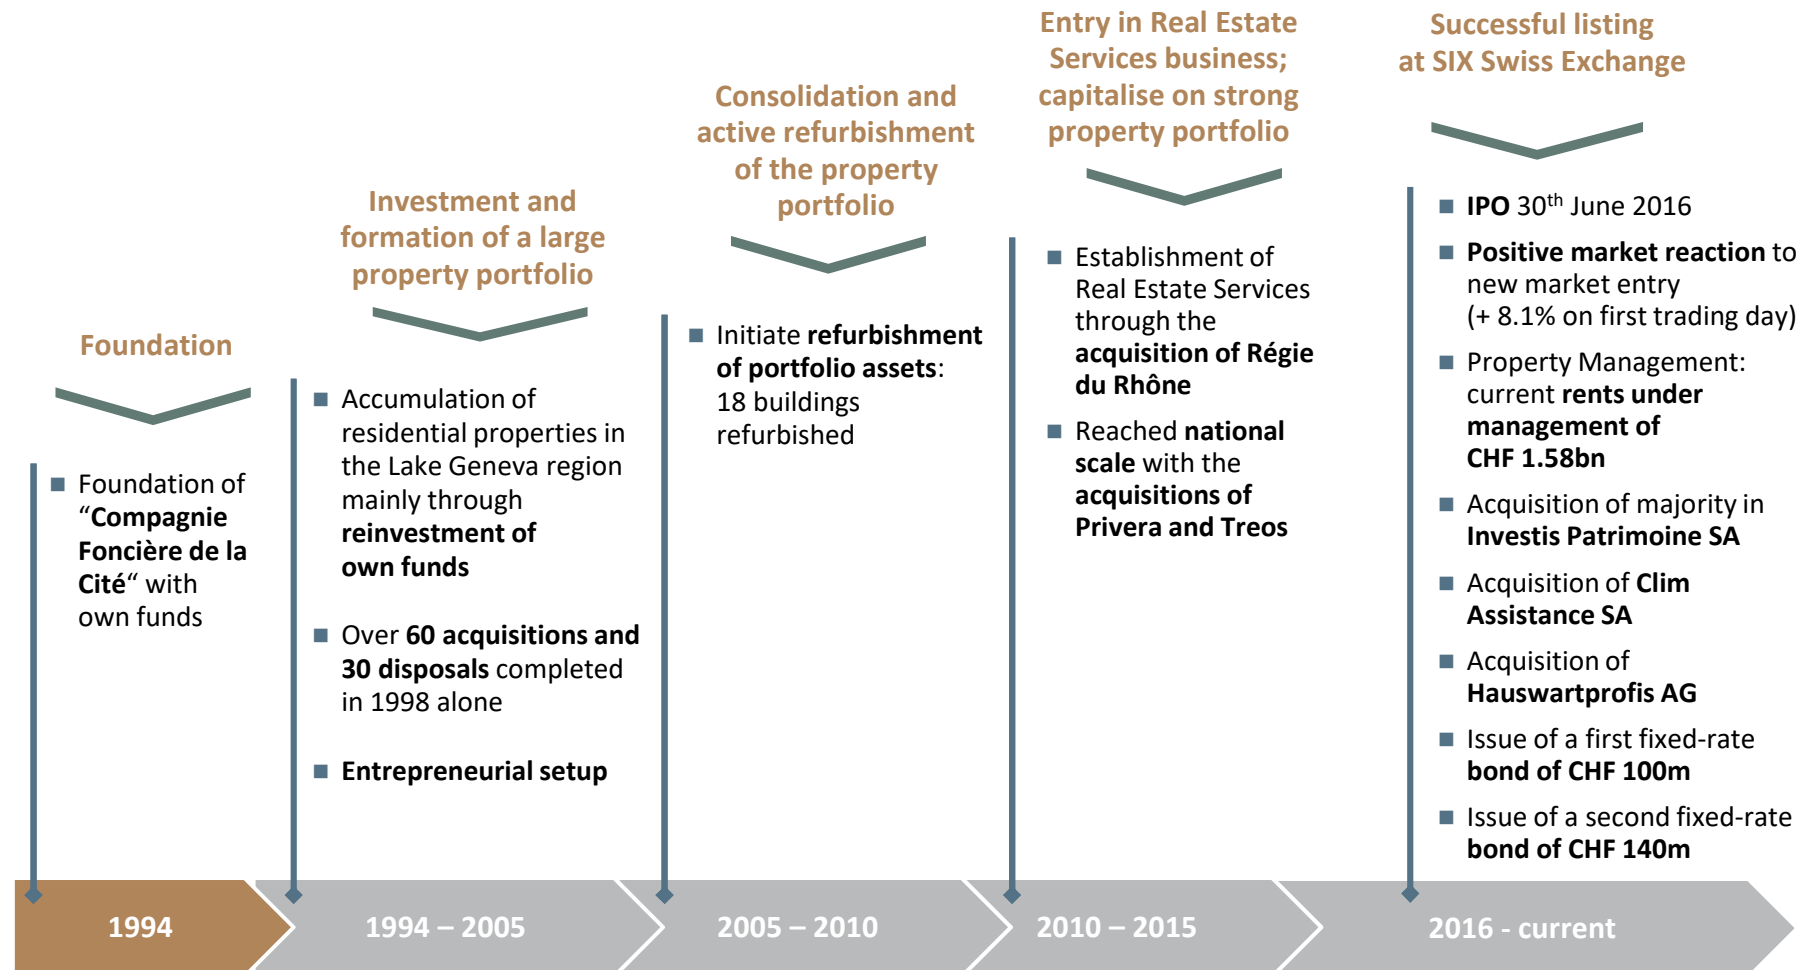 Foundation
■ Foundation of
“Compagnie
Foncière de la
Cité“ with
own funds
1994
Investment and
formation of a large
property portfolio
■ Accumulation of
residential properties in
the Lake Geneva region
mainly through
reinvestment of
own funds
■ Over 60 acquisitions and
30 disposals completed
in 1998 alone
■ Entrepreneurial setup
1994 – 2005
Consolidation and
active refurbishment
of the property
portfolio
■ Initiate refurbishment
of portfolio assets:
18 buildings
refurbished
2005 – 2010
Entry in Real Estate
Services business;
capitalise on strong
property portfolio
■ Establishment of
Real Estate Services
through the
acquisition of Régie
du Rhône
■ Reached national
scale with the
acquisitions of
Privera and Treos
2010 – 2015
Successful listing
at SIX Swiss Exchange
■ IPO 30th June 2016
■ Positive market reaction to
new market entry
(+ 8.1% on first trading day)
■ Property Management:
current rents under
management of
CHF 1.58bn
■ Acquisition of majority in
Investis Patrimoine SA
■ Acquisition of Clim
Assistance SA
■ Acquisition of
Hauswartprofis AG
■ Issue of a first fixed-rate
bond of CHF 100m
■ Issue of a second fixed-rate
bond of CHF 140m
2016 - current